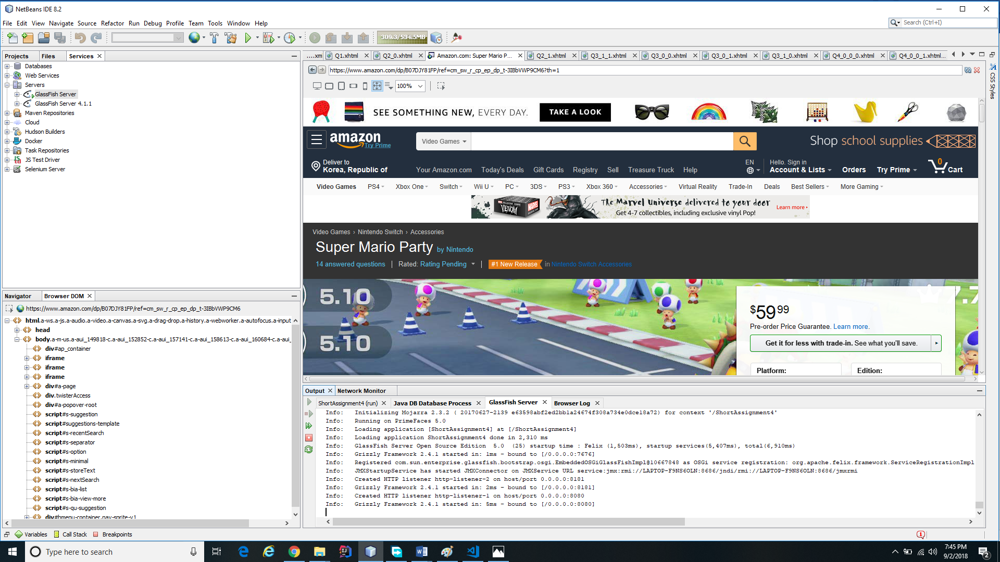 NetBeans IDE 8.2
File Edit View Navigate Source Refactor Run Debug Profile Team Tools Window Help
Search (Ctrl+I)
309.3/534.5MB
Projects Files Services
Databases
Web Services
Servers
GlassFish Server
GlassFish Server 4.1.1
Maven Repositories
Cloud
Hudson Builders
Docker
Task Repositories
JS Test Driver
Selenium Server
Navigator Browser DOM
https://www.amazon.com/dp/B07DJY81FP/ref=cm_sw_r_cp_ep_dp_t-3IBbVWP9CM6
html.a-ws.a-js.a-audio.a-video.a-canvas.a-svg.a-drag-drop.a-history.a-webworker.a-autofocus.a-input
head
body.a-m-us.a-aui_149818-c.a-aui_152852-c.a-aui_157141-c.a-aui_158613-c.a-aui_160684-c.a-aui_
div#ap_container
iframe
iframe
iframe
div#a-page
div.twisterAccess
div#a-popover-root
script#s-suggestion
script#suggestions-template
script#s-recentSearch
script#s-separator
script#s-option
script#s-minimal
script#s-storeText
script#s-nextSearch
script#s-bia-list
script#s-bia-view-more
script#s-qu-suggestion
div#hmenu-container.nav-sprite-v1
....xml Q1.xhtml Q2_0.xhtml Amazon.com: Super Mario P... Q2_1.xhtml Q3_1_1.xhtml Q3_0_0.xhtml Q3_0_1.xhtml Q3_1_0.xhtml Q4_0_0_0.xhtml Q4_0_0_1.xhtml...
https://www.amazon.com/dp/B07DJY81FP/ref=cm_sw_r_cp_ep_dp_t-3IBbVWP9CM6?th=1
100%
CSS Styles
SEE SOMETHING NEW, EVERY DAY. TAKE A LOOK
amazon Try Prime
Video Games
Shop school supplies
Deliver to
Korea, Republic of
Your Amazon.com Today's Deals Gift Cards Registry Sell Treasure Truck Help
EN
Hello. Sign in
Account & Lists Orders Try Prime 0 Cart
Video Games PS4 Xbox One Switch Wii U PC 3DS PS3 Xbox 360 Accessories Virtual Reality Trade-In Deals Best Sellers More Gaming
VENOM MARVEL
The Marvel Universe delivered to your door
Get 4-7 collectibles, including exclusive vinyl Pop!
Learn more
Video Games › Nintendo Switch › Accessories
Super Mario Party by Nintendo
14 answered questions | Rated: Rating Pending | #1 New Release in Nintendo Switch Accessories
5.10
5.10
7.7
$59 99
Pre-order Price Guarantee. Learn more.
Get it for less with trade-in. See what you'll save.
Platform: Edition:
Output Network Monitor
ShortAssignment4 (run) Java DB Database Process GlassFish Server Browser Log
Info: Initializing Mojarra 2.3.2 ( 20170627-2139 e63598abf2ed2bb1a24674f308a734e0dce18a72) for context '/ShortAssignment4'
Info: Running on PrimeFaces 5.0
Info: Loading application [ShortAssignment4] at [/ShortAssignment4]
Info: Loading application ShortAssignment4 done in 2,310 ms
Info: GlassFish Server Open Source Edition 5.0 (25) startup time : Felix (1,503ms), startup services(5,407ms), total(6,910ms)
Info: Grizzly Framework 2.4.1 started in: 1ms - bound to [/0.0.0.0:7676]
Info: Registered com.sun.enterprise.glassfish.bootstrap.osgi.EmbeddedOSGiGlassFishImpl@10667848 as OSGi service registration: org.apache.felix.framework.ServiceRegistrationImpl
Info: JMXStartupService has started JMXConnector on JMXService URL service:jmx:rmi://LAPTOP-F9NS6OLN:8686/jndi/rmi://LAPTOP-F9NS6OLN:8686/jmxrmi
Info: Created HTTP listener http-listener-2 on host/port 0.0.0.0:8181
Info: Grizzly Framework 2.4.1 started in: 2ms - bound to [/0.0.0.0:8181]
Info: Created HTTP listener http-listener-1 on host/port 0.0.0.0:8080
Info: Grizzly Framework 2.4.1 started in: 5ms - bound to [/0.0.0.0:8080]
Variables Call Stack Breakpoints
1
Type here to search
7:45 PM
9/2/2018
2